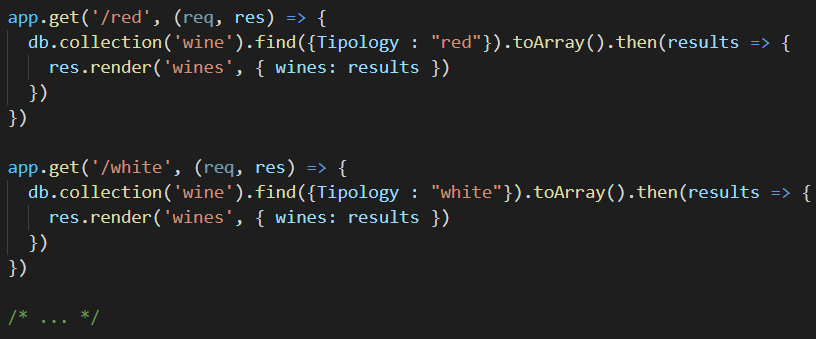 app.get('/red', (req, res) => {
  db.collection('wine').find({Tipology : "red"}).toArray().then(results => {
    res.render('wines', { wines: results })
  })
})

app.get('/white', (req, res) => {
  db.collection('wine').find({Tipology : "white"}).toArray().then(results => {
    res.render('wines', { wines: results })
  })
})

/* ... */